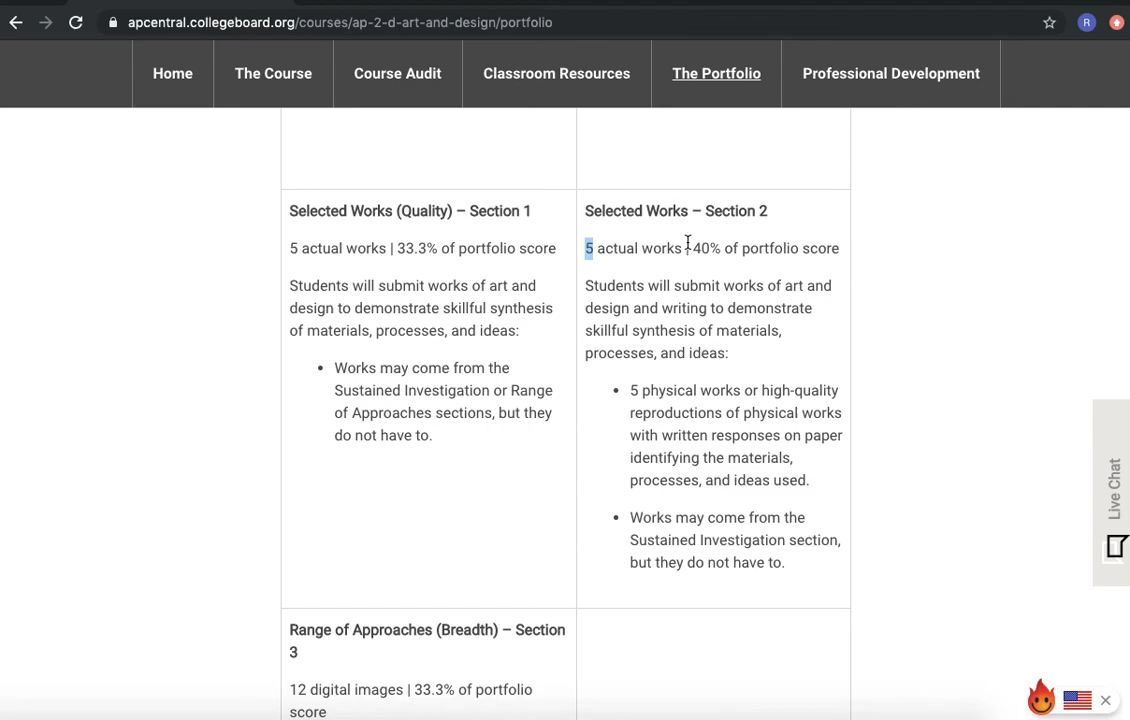 apcentral.collegeboard.org/courses/ap-2-d-art-and-design/portfolio
R
Home
The Course
Course Audit
Classroom Resources
The Portfolio
Professional Development
Selected Works (Quality) – Section 1
5 actual works | 33.3% of portfolio score
Students will submit works of art and
design to demonstrate skillful synthesis
of materials, processes, and ideas:
• Works may come from the
Sustained Investigation or Range
of Approaches sections, but they
do not have to.
Selected Works – Section 2
5 actual works | 40% of portfolio score
Students will submit works of art and
design and writing to demonstrate
skillful synthesis of materials,
processes, and ideas:
• 5 physical works or high-quality
reproductions of physical works
with written responses on paper
identifying the materials,
processes, and ideas used.
• Works may come from the
Sustained Investigation section,
but they do not have to.
Range of Approaches (Breadth) – Section
3
12 digital images | 33.3% of portfolio
score
Live Chat